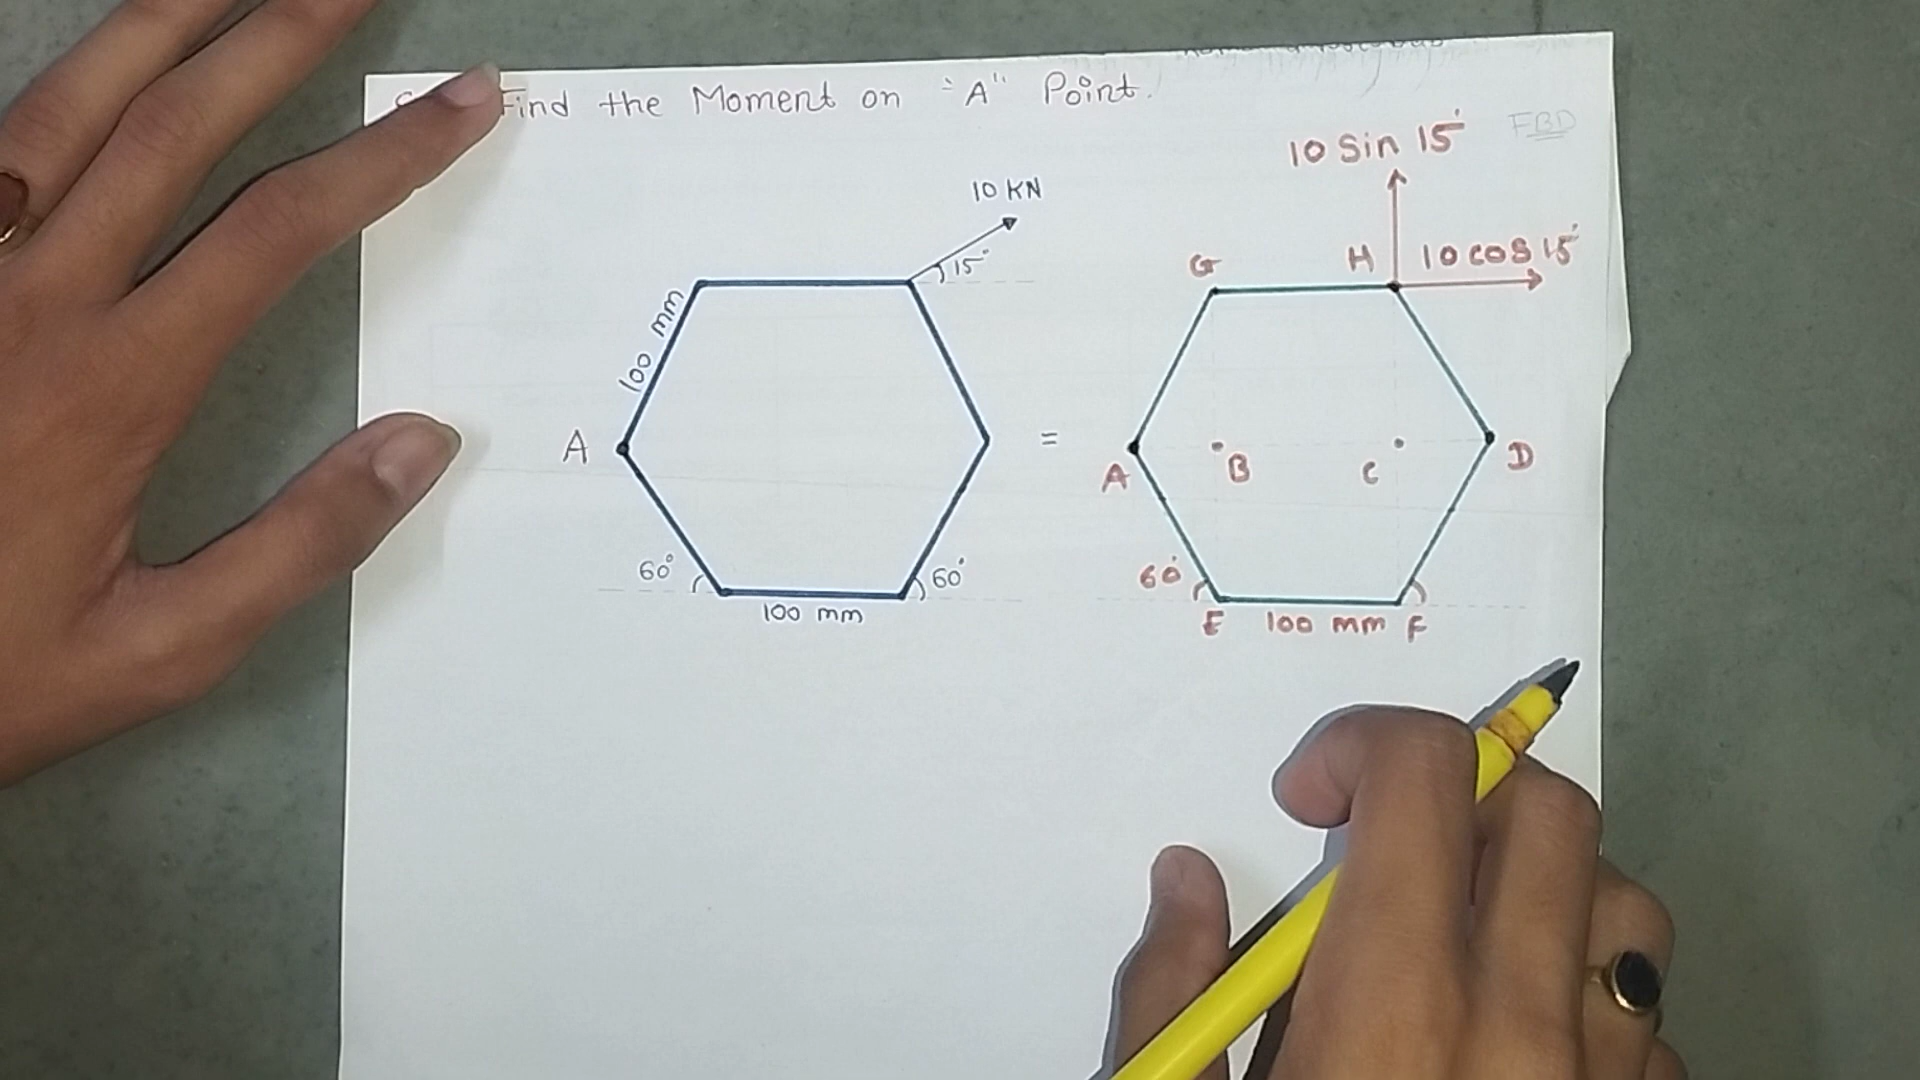 Find the Moment on "A" Point.
FBD
10 Sin 15°
10 KN
15°
G
H
10 cos 15°
100 mm
A
=
A
B
C
D
60°
60°
60°
100 mm
E
100 mm
F